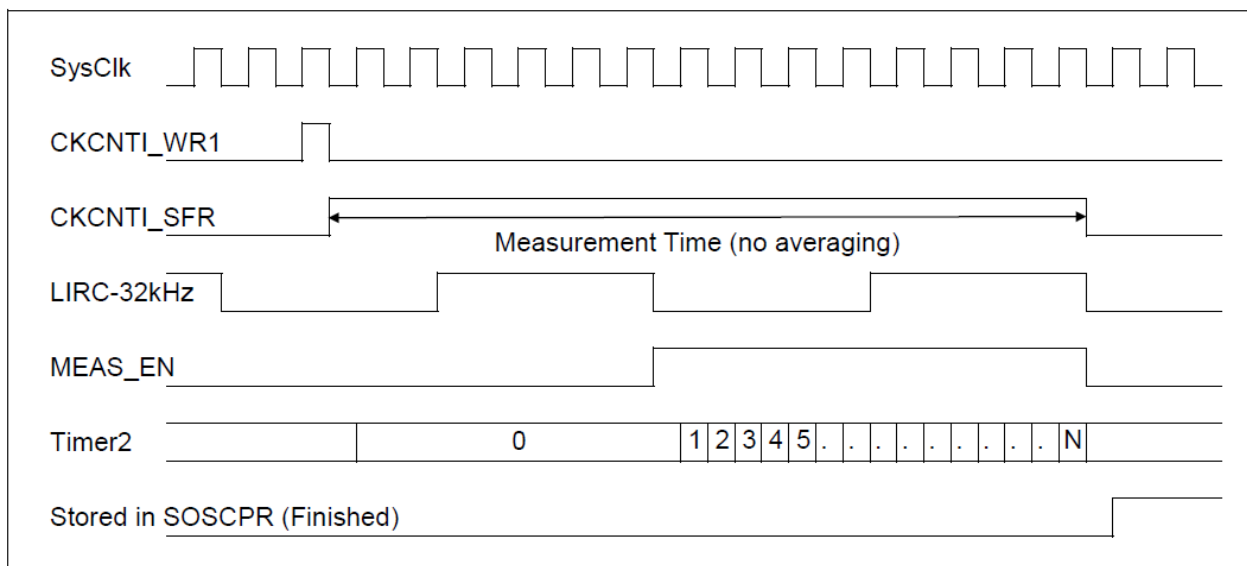 SysClk
CKCNTI_WR1
CKCNTI_SFR
Measurement Time (no averaging)
LIRC-32kHz
MEAS_EN
Timer2 0 1 2 3 4 5 . . . . . . . . . N
Stored in SOSCPR (Finished)